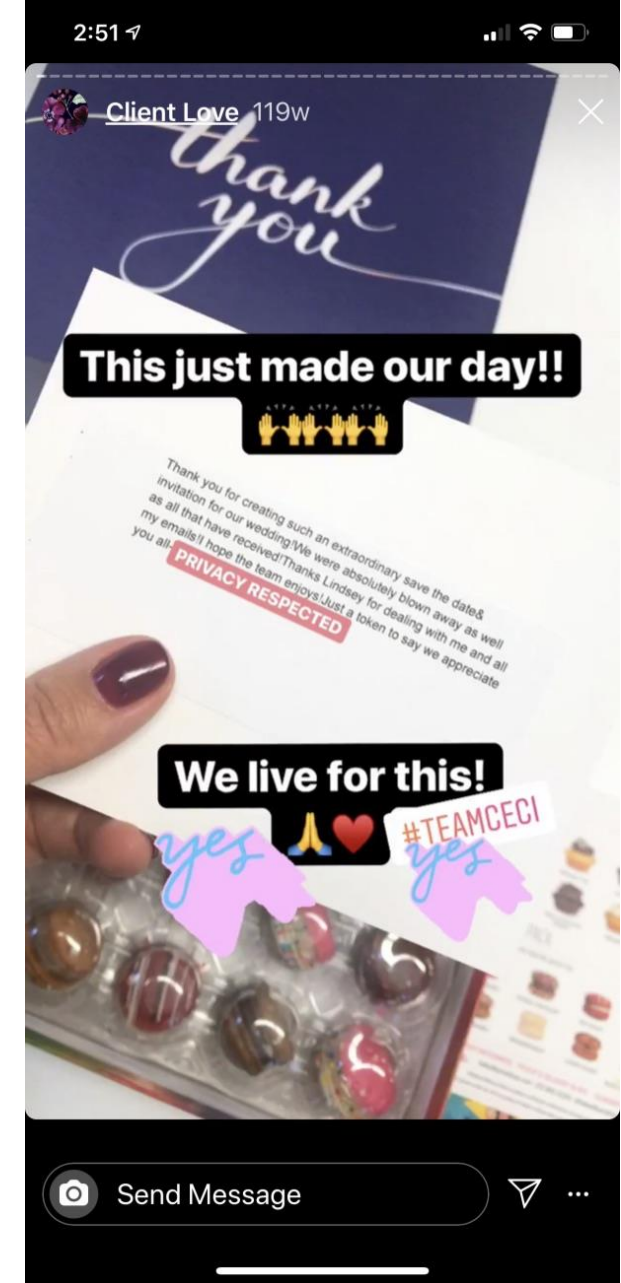 2:51
Client Love 119w
thank
you
This just made our day!!
Thank you for creating such an extraordinary save the date&
invitation for our wedding!We were absolutely blown away as well
as all that have received!Thanks Lindsey for dealing with me and all
my emails!I hope the team enjoys!Just a token to say we appreciate
you all-
PRIVACY RESPECTED
We live for this!
#TEAMCECI
yes
yes
Send Message